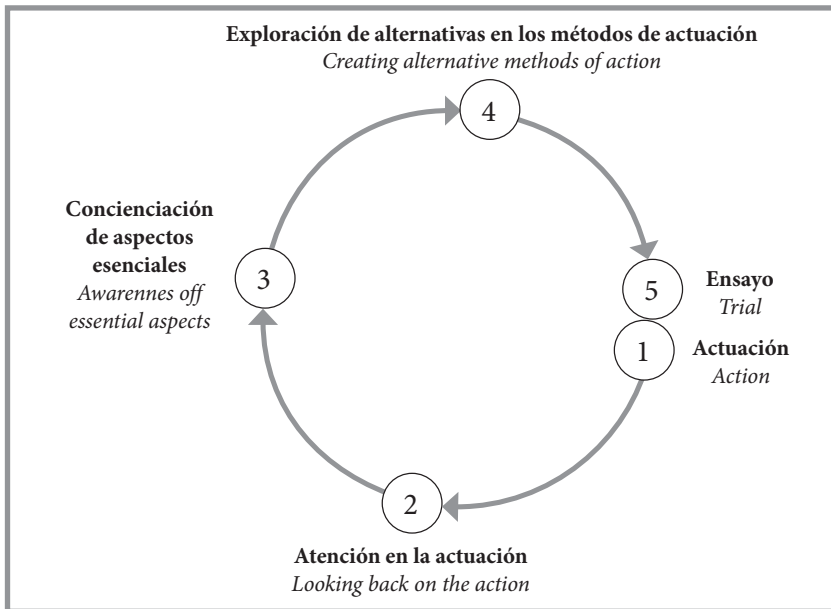 Exploración de alternativas en los métodos de actuación
Creating alternative methods of action
4
Concienciación
de aspectos
esenciales
Awarennes off
essential aspects
3
5
Ensayo
Trial
1
Actuación
Action
2
Atención en la actuación
Looking back on the action